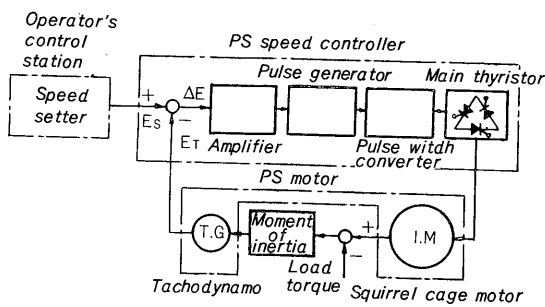 Operator's
control
station
Speed
setter
PS speed controller
Pulse generator
Main thyristor
+
ΔE
Es
−
ET
Amplifier
Pulse witdh
converter
PS motor
T.G
Moment
of
inertia
+
−
I.M
Load
torque
Tachodynamo
Squirrel cage motor